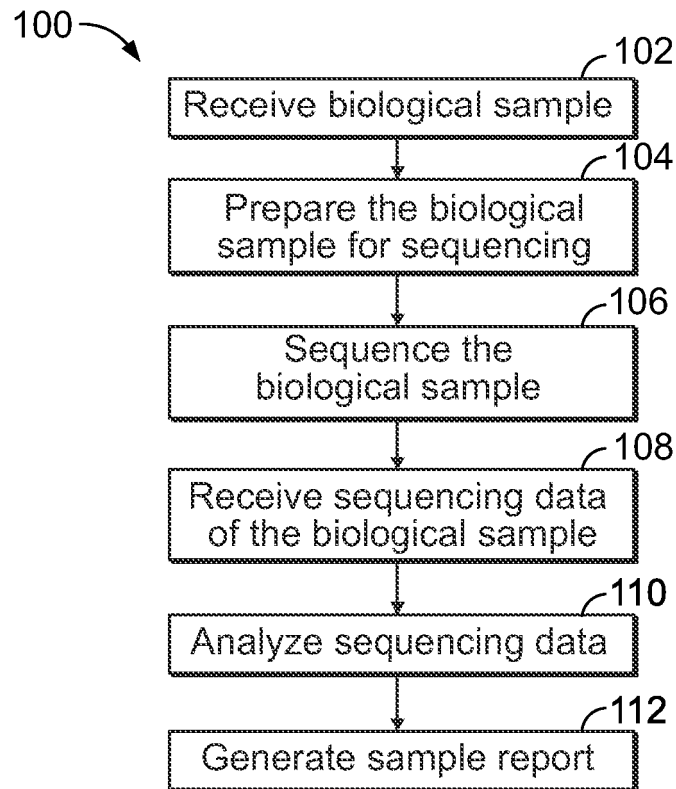 100
102
Receive biological sample
104
Prepare the biological
sample for sequencing
106
Sequence the
biological sample
108
Receive sequencing data
of the biological sample
110
Analyze sequencing data
112
Generate sample report